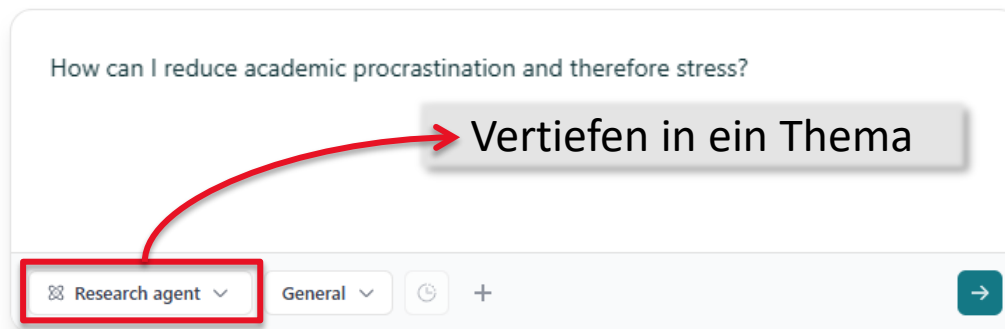 How can I reduce academic procrastination and therefore stress?
Vertiefen in ein Thema
Research agent General